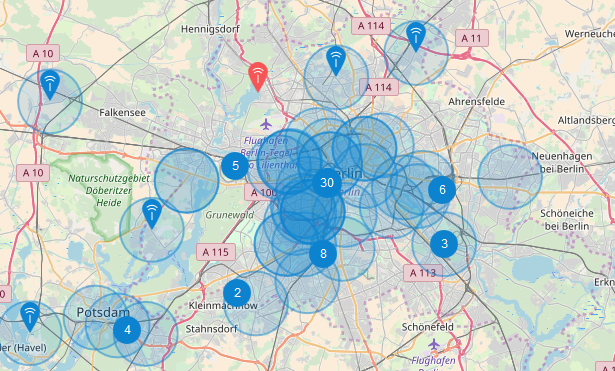 A 114
Hennigsdorf
A 11
Werneuche
A 10
A 114
Ahrensfelde
Falkensee
Altlandsberg
Flughafen
Berlin-Tegel
5
Neuenhagen
bei Berlin
A 10
Naturschutzgebiet
Döberitzer
Heide
30
6
A 100
Grunewald
Schöneiche
bei Berlin
A 115
3
8
A 113
2
Erkn
Kleinmachnow
Potsdam
4
Stahnsdorf
Schönefeld
der (Havel)
Flughafen